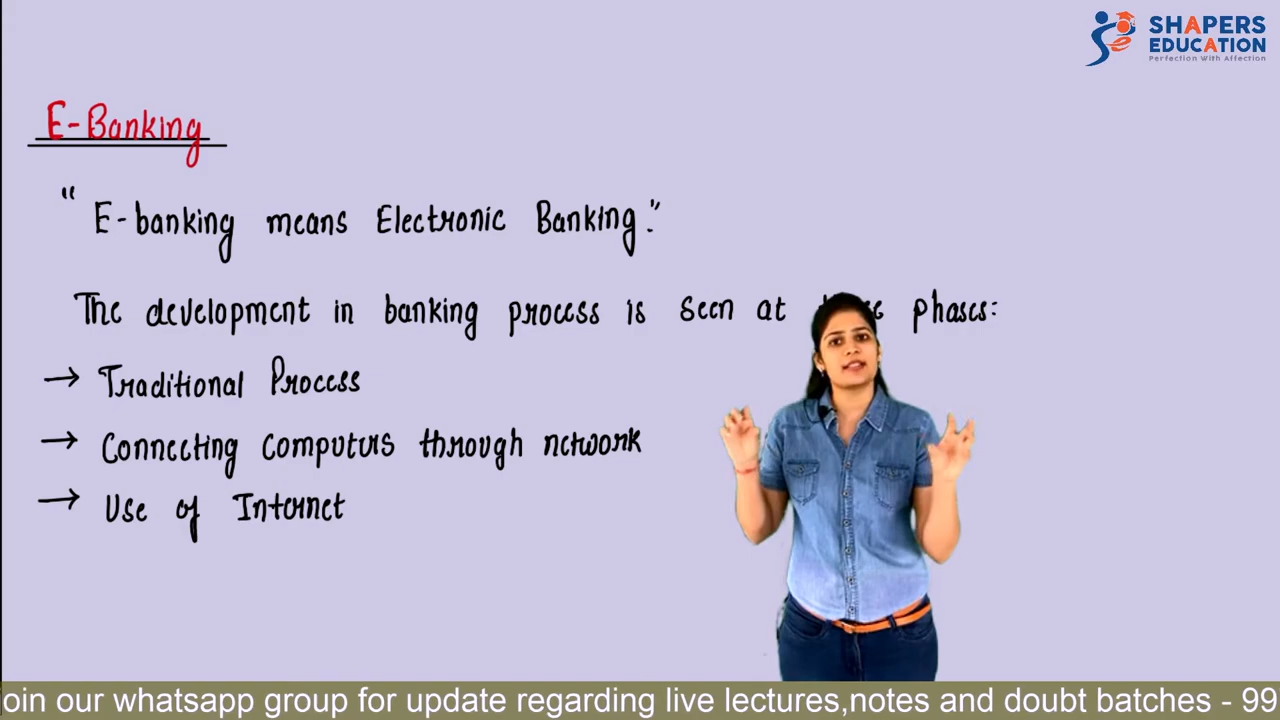 SHAPERS
EDUCATION
Perfection With Affection
E-Banking
" E-banking means Electronic Banking."
The development in banking process is seen at phases:
→ Traditional Process
→ Connecting computers through network
→ Use of Internet
oin our whatsapp group for update regarding live lectures,notes and doubt batches - 99